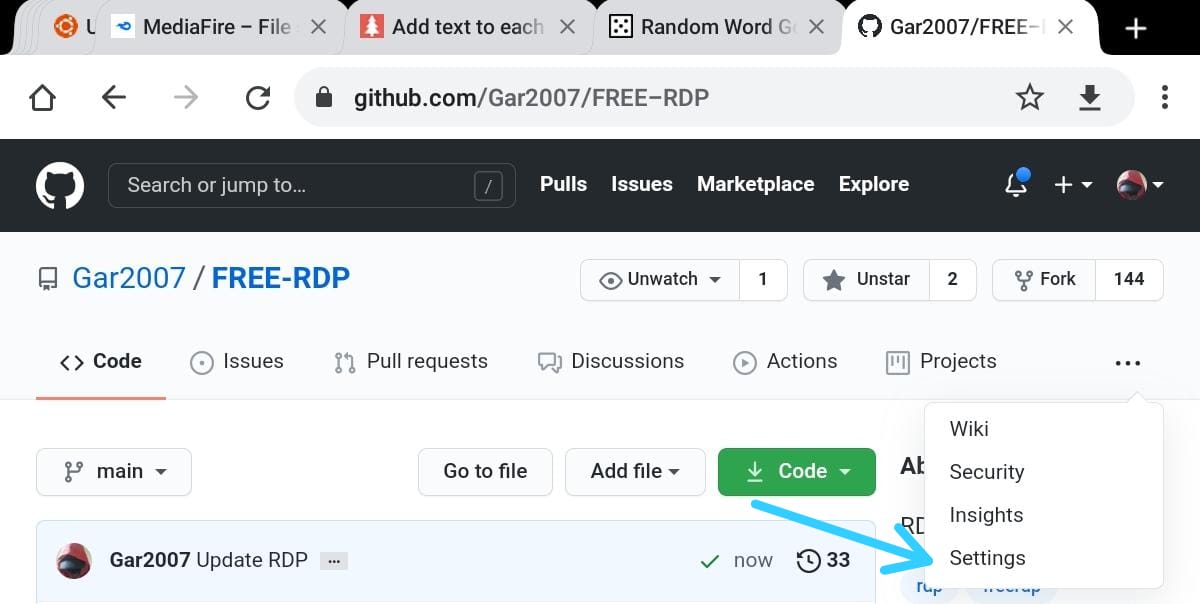 U
MediaFire – File
Add text to each
Random Word Ge
Gar2007/FREE–
github.com/Gar2007/FREE–RDP
Search or jump to… /
Pulls Issues Marketplace Explore
Gar2007 / FREE-RDP
Unwatch 1
Unstar 2
Fork 144
Code Issues Pull requests Discussions Actions Projects ...
Wiki
Security
Insights
Settings
main Go to file Add file Code
Ab
RD
Gar2007 Update RDP ... now 33
rdp freerdp